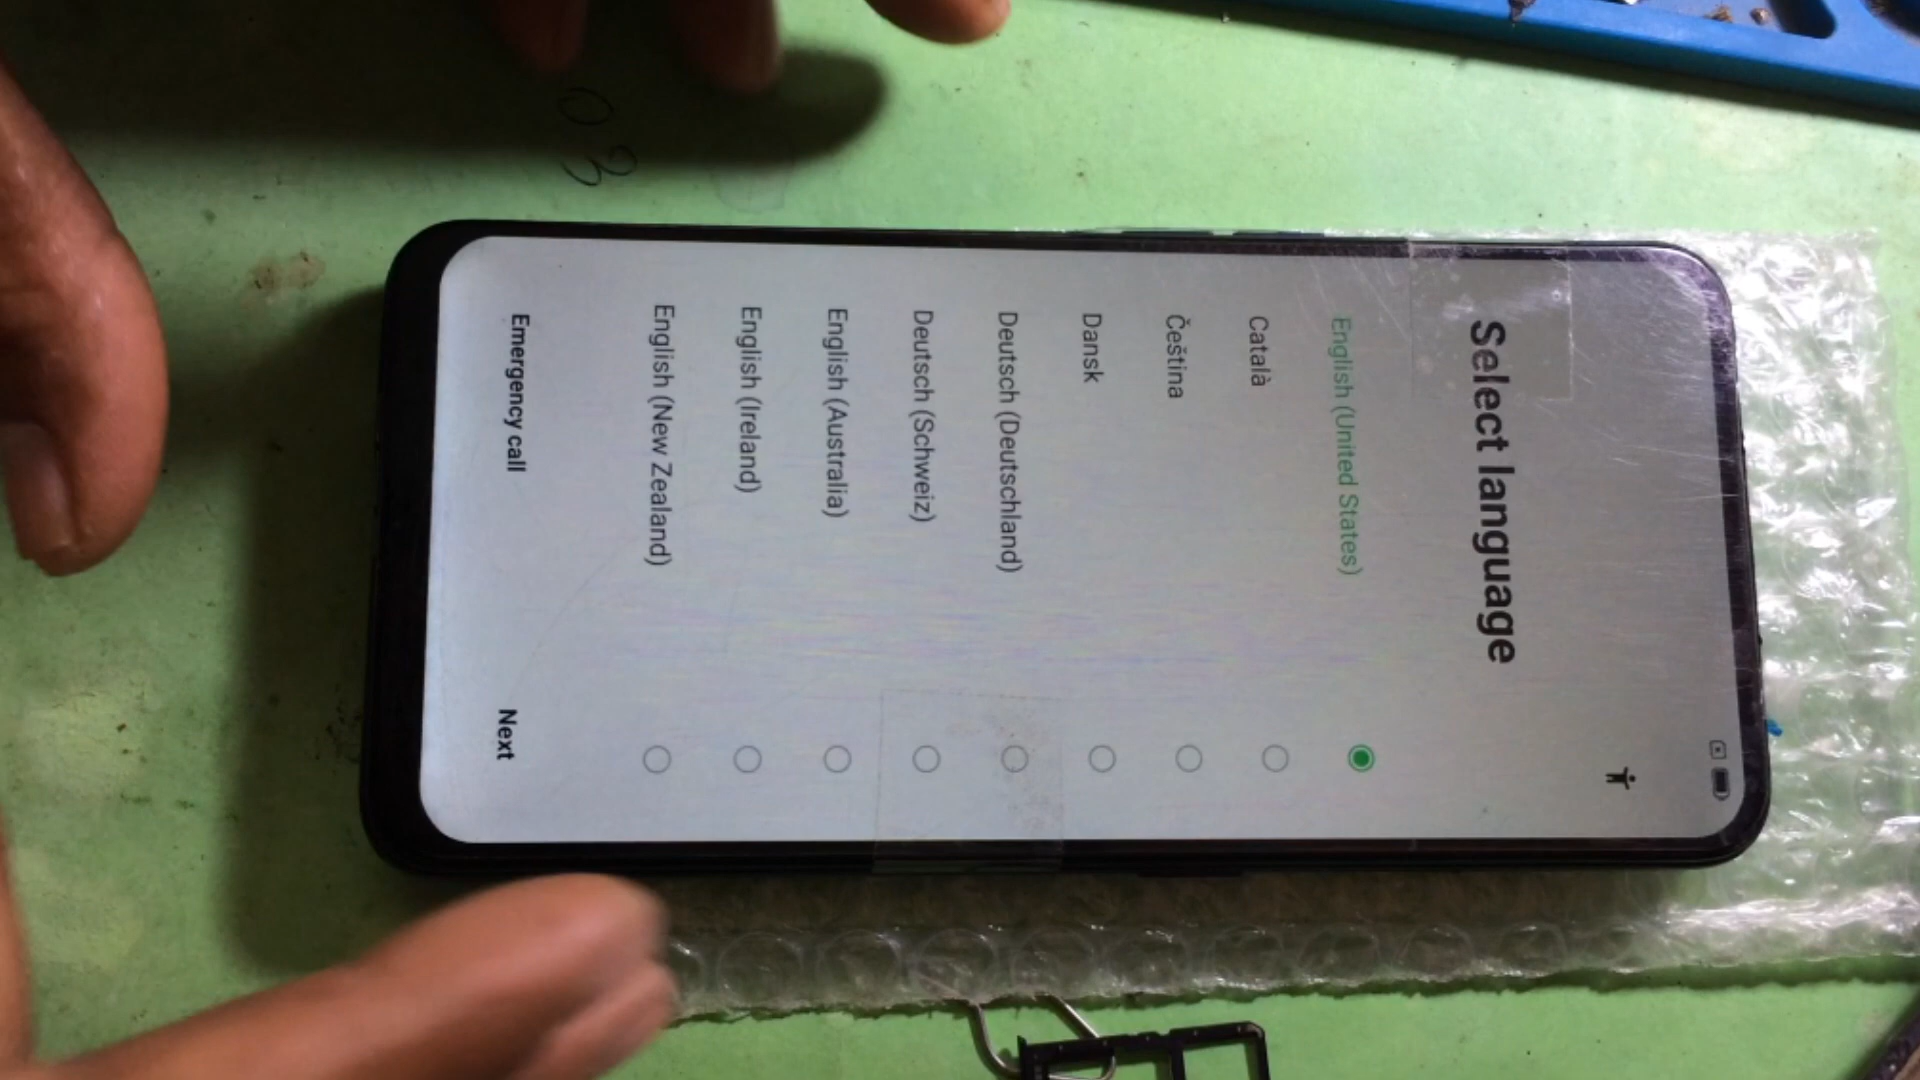 Select language
English (United States)
Català
Čeština
Dansk
Deutsch (Deutschland)
Deutsch (Schweiz)
English (Australia)
English (Ireland)
English (New Zealand)
Emergency call
Next
03